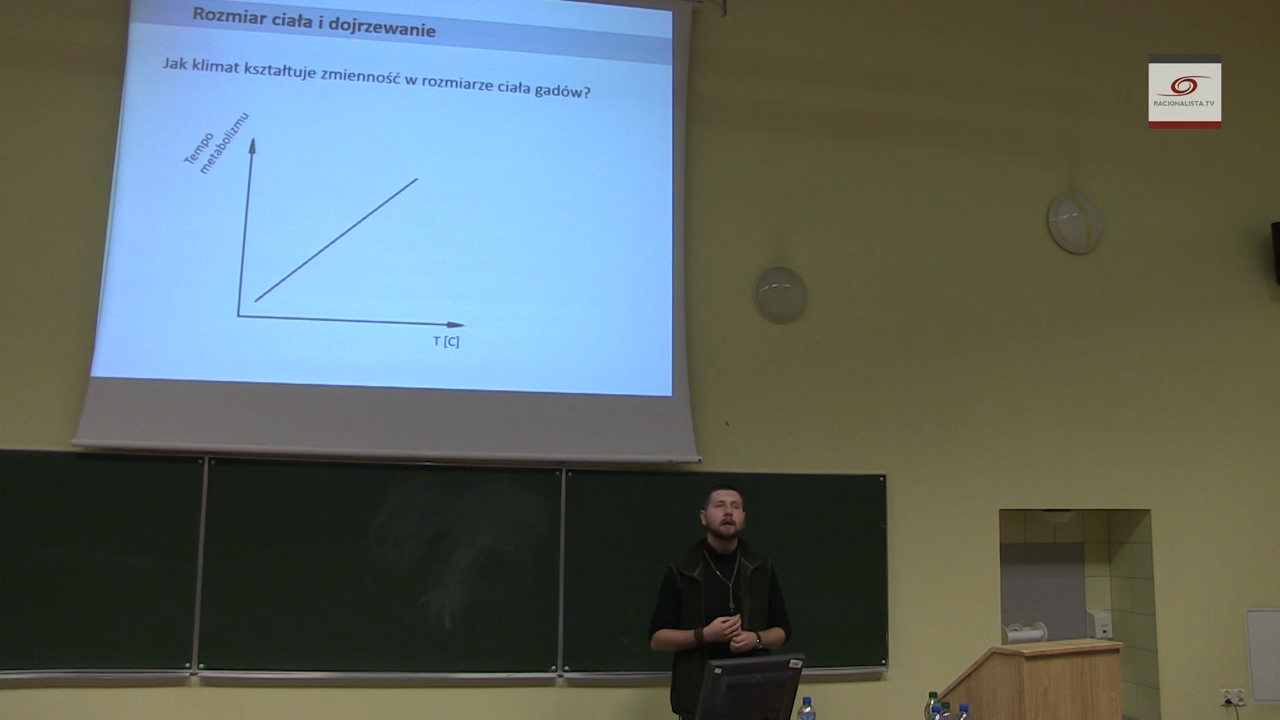 Rozmiar ciała i dojrzewanie
Jak klimat kształtuje zmienność w rozmiarze ciała gadów?
Tempo
metabolizmu
T [C]
RACJONALISTA.TV